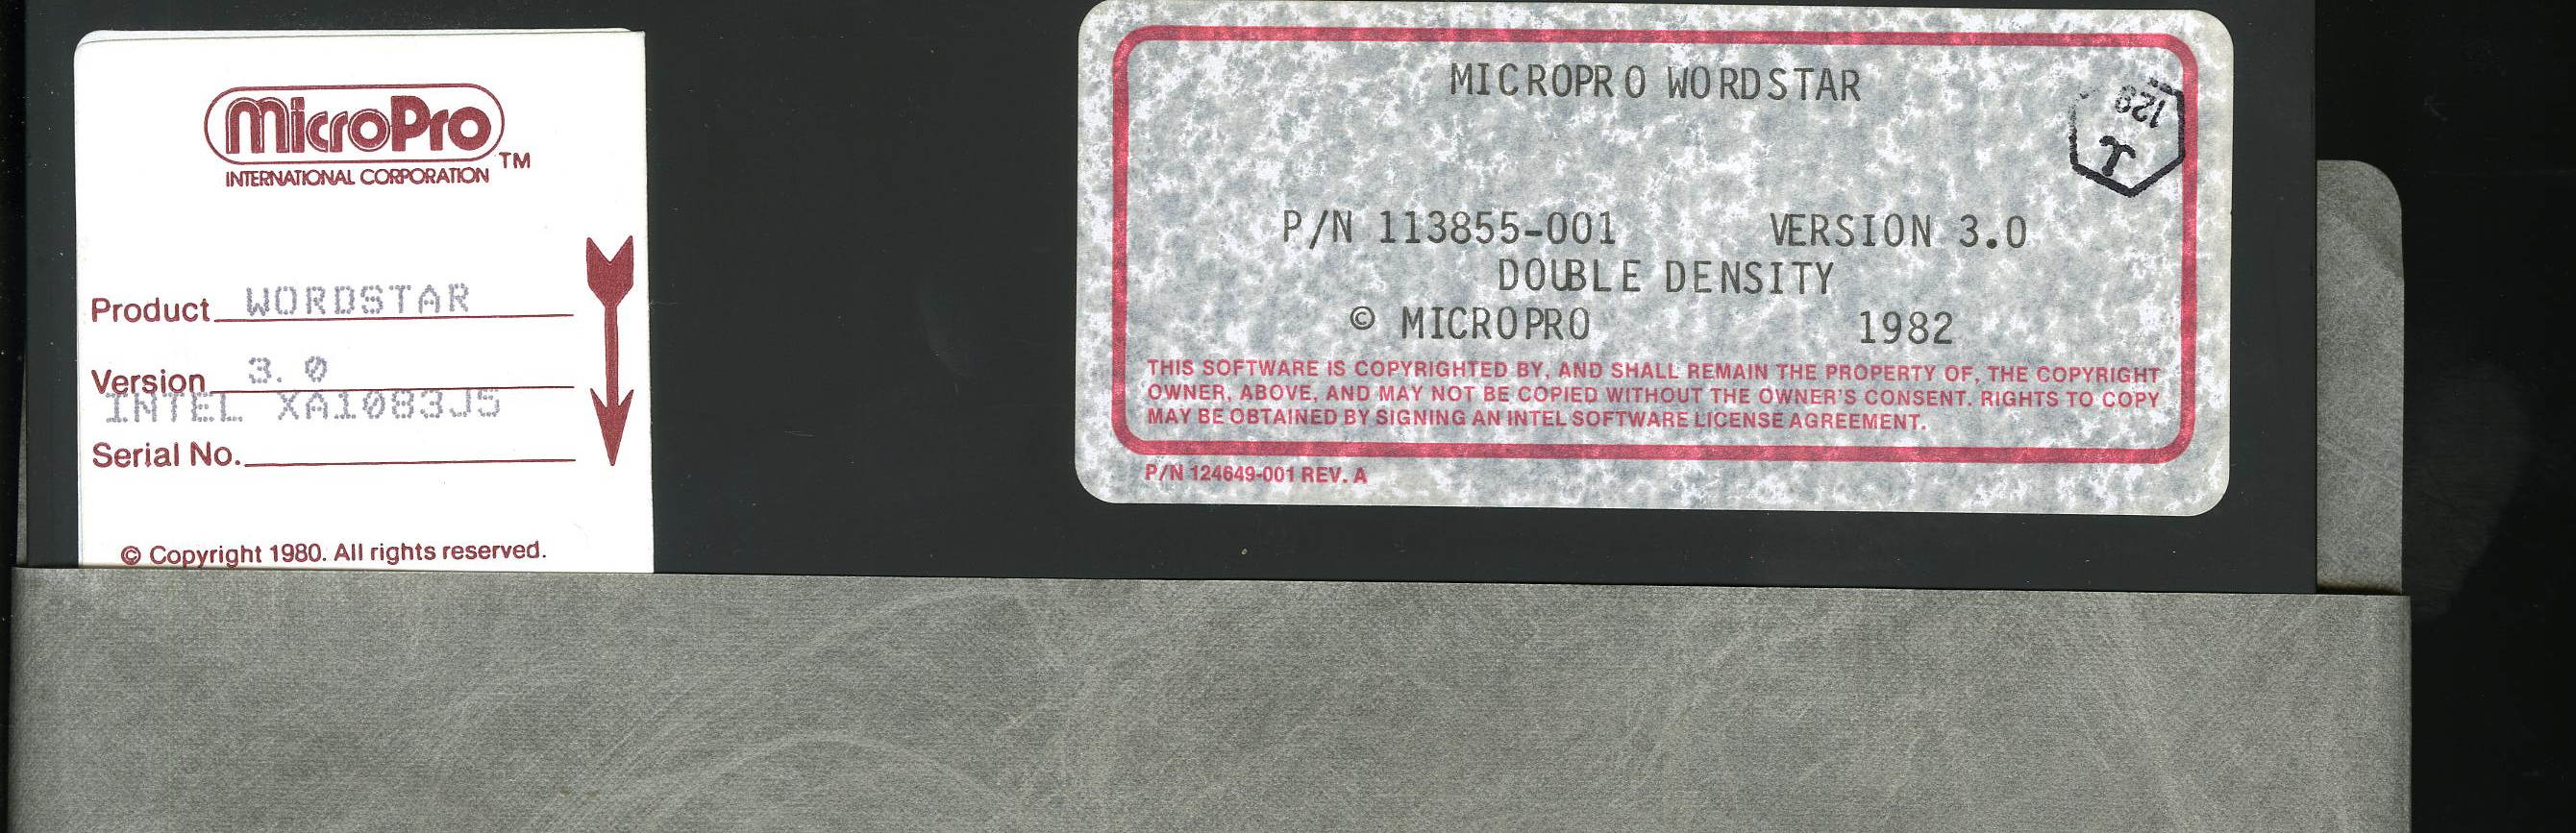 MicroPro TM
INTERNATIONAL CORPORATION
Product WORDSTAR
Version 3.0
INTEL XA1083J5
Serial No.
© Copyright 1980. All rights reserved.
MICROPRO WORDSTAR
129
P/N 113855-001 VERSION 3.0
DOUBLE DENSITY
© MICROPRO 1982
THIS SOFTWARE IS COPYRIGHTED BY, AND SHALL REMAIN THE PROPERTY OF, THE COPYRIGHT
OWNER, ABOVE, AND MAY NOT BE COPIED WITHOUT THE OWNER'S CONSENT. RIGHTS TO COPY
MAY BE OBTAINED BY SIGNING AN INTEL SOFTWARE LICENSE AGREEMENT.
P/N 124649-001 REV. A